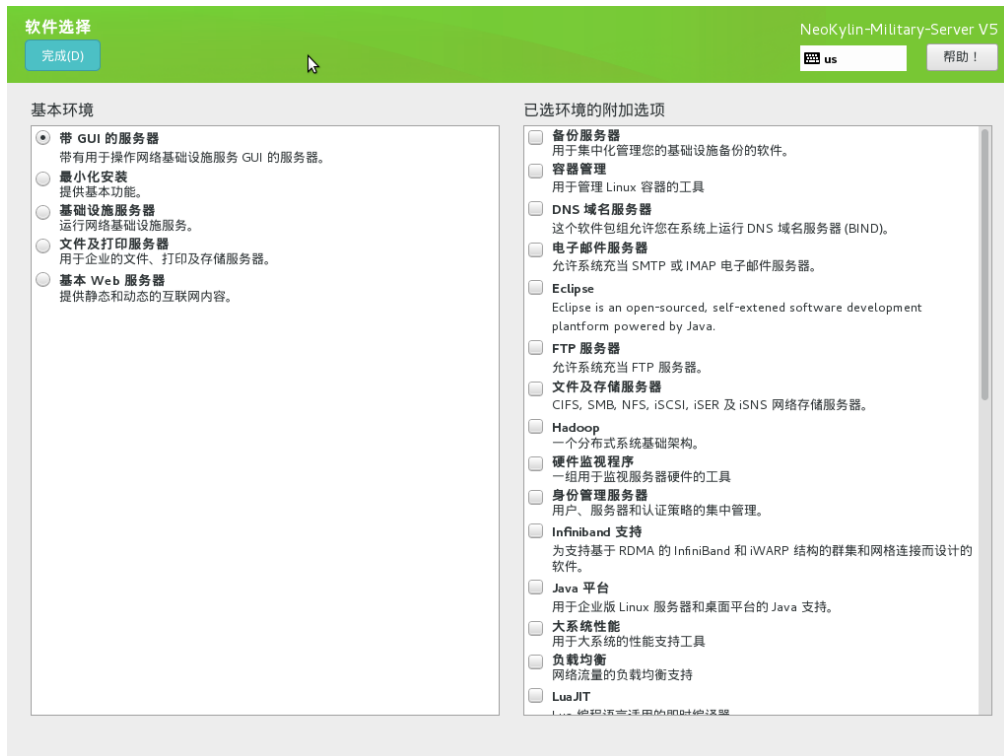 软件选择
NeoKylin-Military-Server V5
完成(D)
us
帮助！
基本环境
带 GUI 的服务器
带有用于操作网络基础设施服务 GUI 的服务器。
最小化安装
提供基本功能。
基础设施服务器
运行网络基础设施服务。
文件及打印服务器
用于企业的文件、打印及存储服务器。
基本 Web 服务器
提供静态和动态的互联网内容。
已选环境的附加选项
备份服务器
用于集中化管理您的基础设施备份的软件。
容器管理
用于管理 Linux 容器的工具
DNS 域名服务器
这个软件包组允许您在系统上运行 DNS 域名服务器 (BIND)。
电子邮件服务器
允许系统充当 SMTP 或 IMAP 电子邮件服务器。
Eclipse
Eclipse is an open-sourced, self-extened software development
plantform powered by Java.
FTP 服务器
允许系统充当 FTP 服务器。
文件及存储服务器
CIFS, SMB, NFS, iSCSI, iSER 及 iSNS 网络存储服务器。
Hadoop
一个分布式系统基础架构。
硬件监视程序
一组用于监视服务器硬件的工具
身份管理服务器
用户、服务器和认证策略的集中管理。
Infiniband 支持
为支持基于 RDMA 的 InfiniBand 和 iWARP 结构的群集和网格连接而设计的
软件。
Java 平台
用于企业版 Linux 服务器和桌面平台的 Java 支持。
大系统性能
用于大系统的性能支持工具
负载均衡
网络流量的负载均衡支持
LuaJIT
Lua 编程语言适用的即时编译器